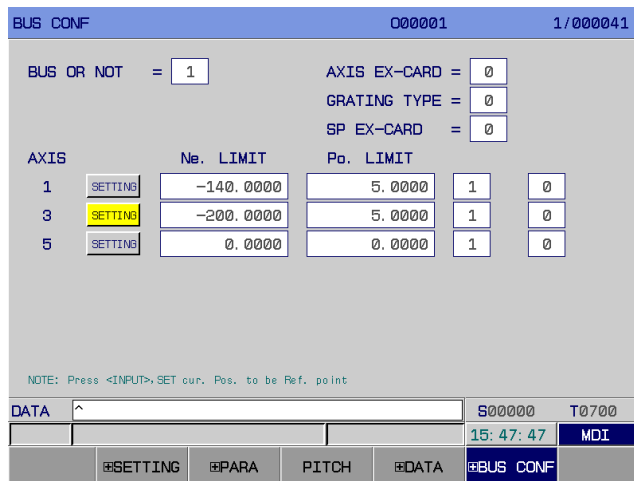 BUS CONF O00001 1/000041
BUS OR NOT = 1 AXIS EX-CARD = 0
GRATING TYPE = 0
SP EX-CARD = 0
AXIS Ne. LIMIT Po. LIMIT
1 SETTING -140.0000 5.0000 1 0
3 SETTING -200.0000 5.0000 1 0
5 SETTING 0.0000 0.0000 1 0
NOTE: Press <INPUT>,SET cur. Pos. to be Ref. point
DATA ^ S00000 T0700
15:47:47 MDI
⊞SETTING ⊞PARA PITCH ⊞DATA ⊞BUS CONF